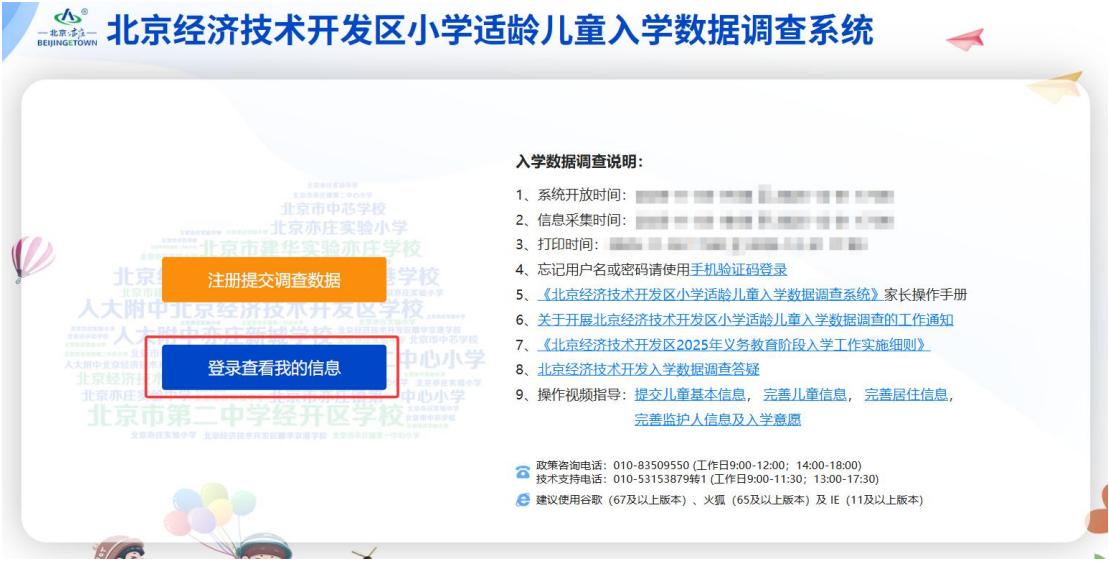 北京·亦庄
BEIJINGETOWN
北京经济技术开发区小学适龄儿童入学数据调查系统
入学数据调查说明：
1、系统开放时间：
2、信息采集时间：
3、打印时间：
4、忘记用户名或密码请使用手机验证码登录
5、《北京经济技术开发区小学适龄儿童入学数据调查系统》家长操作手册
6、关于开展北京经济技术开发区小学适龄儿童入学数据调查的工作通知
7、《北京经济技术开发区2025年义务教育阶段入学工作实施细则》
8、北京经济技术开发入学数据调查答疑
9、操作视频指导：提交儿童基本信息， 完善儿童信息， 完善居住信息，
完善监护人信息及入学意愿
政策咨询电话：010-83509550 (工作日9:00-12:00；14:00-18:00)
技术支持电话：010-53153879转1 (工作日9:00-11:30；13:00-17:30)
建议使用谷歌（67及以上版本）、火狐（65及以上版本）及 IE（11及以上版本）
北京市中芯学校
北京亦庄实验小学
北京市建华实验亦庄学校
注册提交调查数据
人大附中北京经济技术开发区学校
人大附中亦庄新城学校
登录查看我的信息
中心小学
北京市第二中学经开区学校